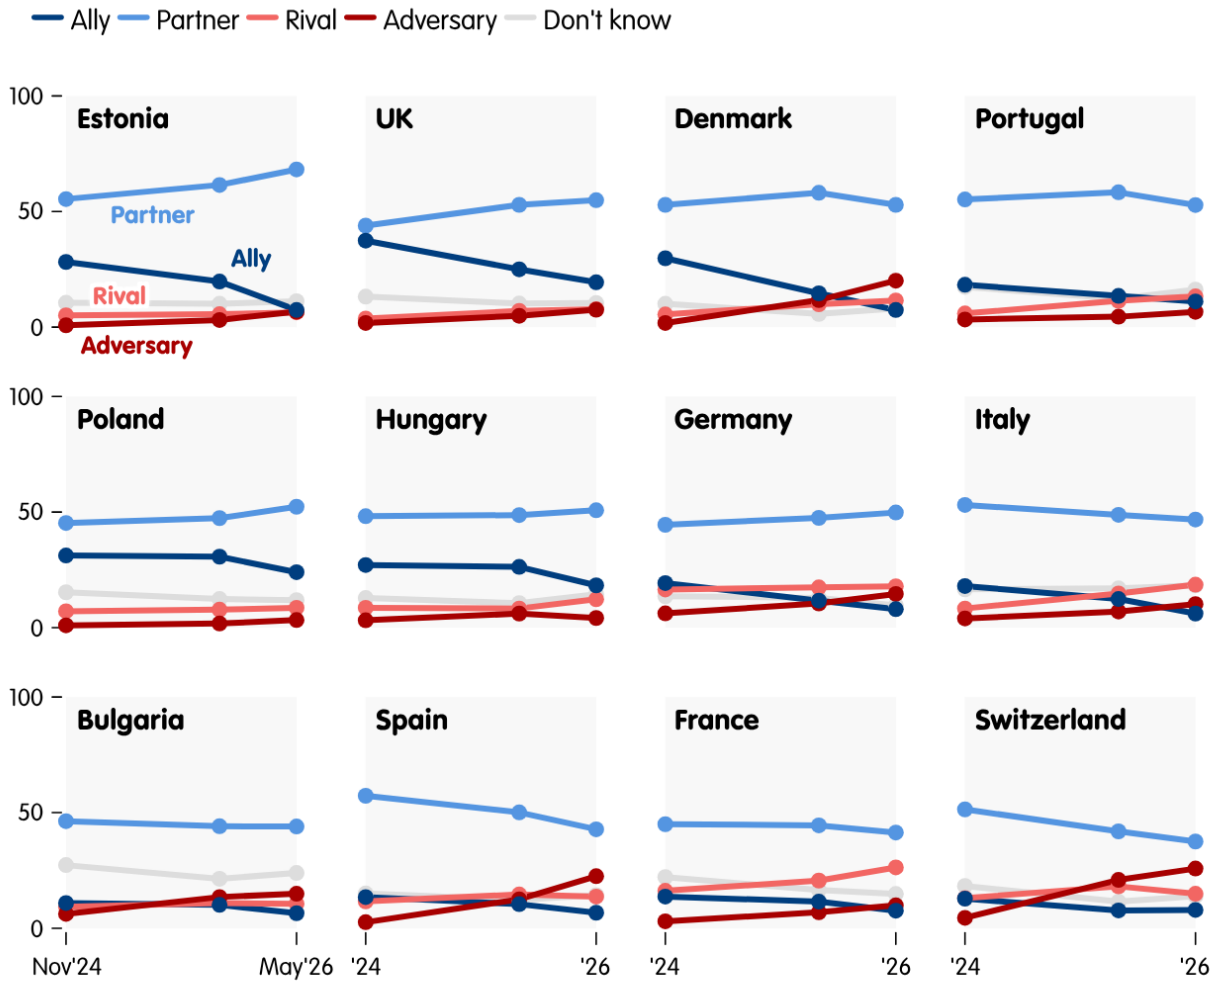 Ally Partner Rival Adversary Don't know
100
Estonia UK Denmark Portugal
50
Partner
Ally
Rival
0
Adversary
100
Poland Hungary Germany Italy
50
0
100
Bulgaria Spain France Switzerland
50
0
Nov'24 May'26 '24 '26 '24 '26 '24 '26